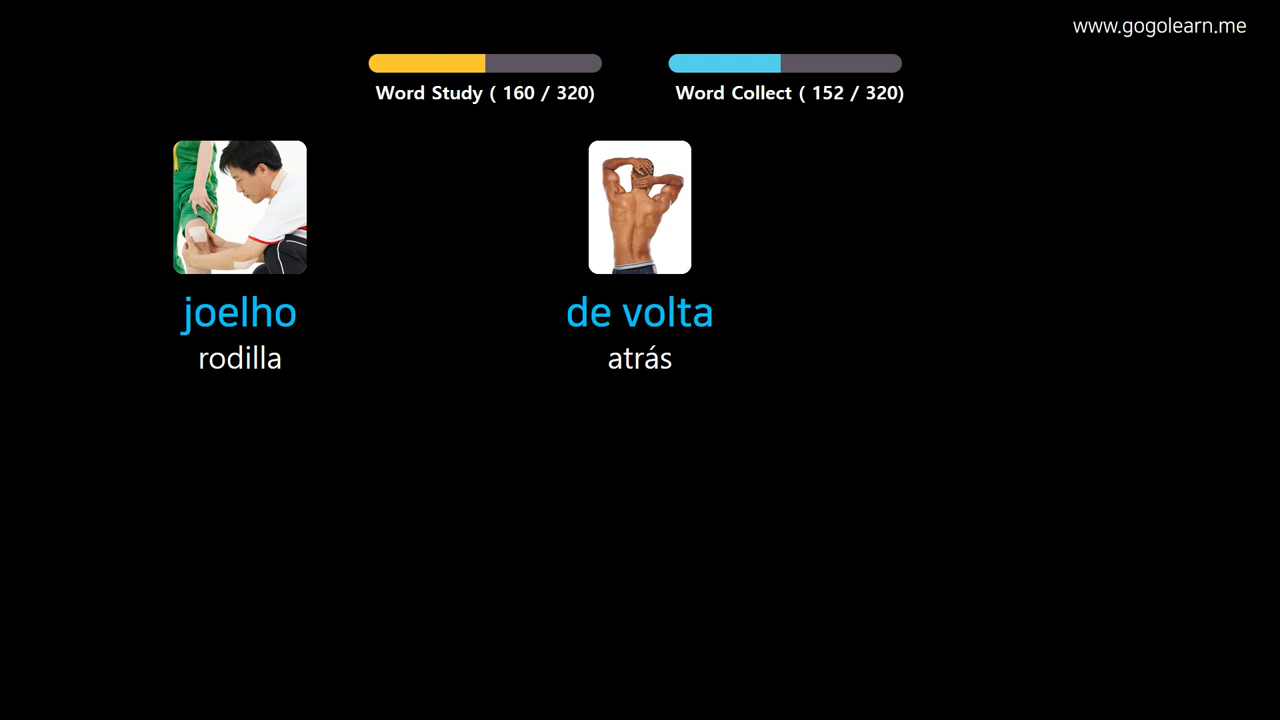 www.gogolearn.me
Word Study ( 160 / 320)
Word Collect ( 152 / 320)
joelho
rodilla
de volta
atrás